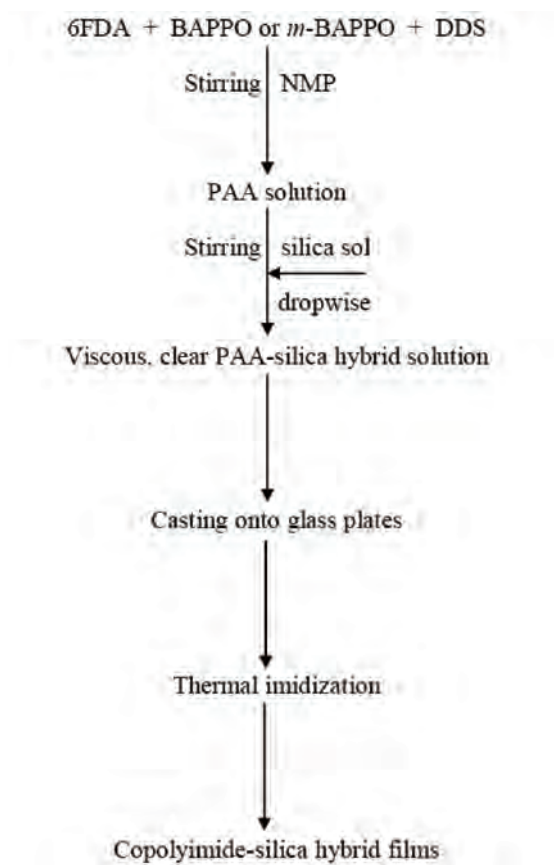 6FDA + BAPPO or m-BAPPO + DDS
Stirring NMP
PAA solution
Stirring silica sol
dropwise
Viscous, clear PAA-silica hybrid solution
Casting onto glass plates
Thermal imidization
Copolyimide-silica hybrid films